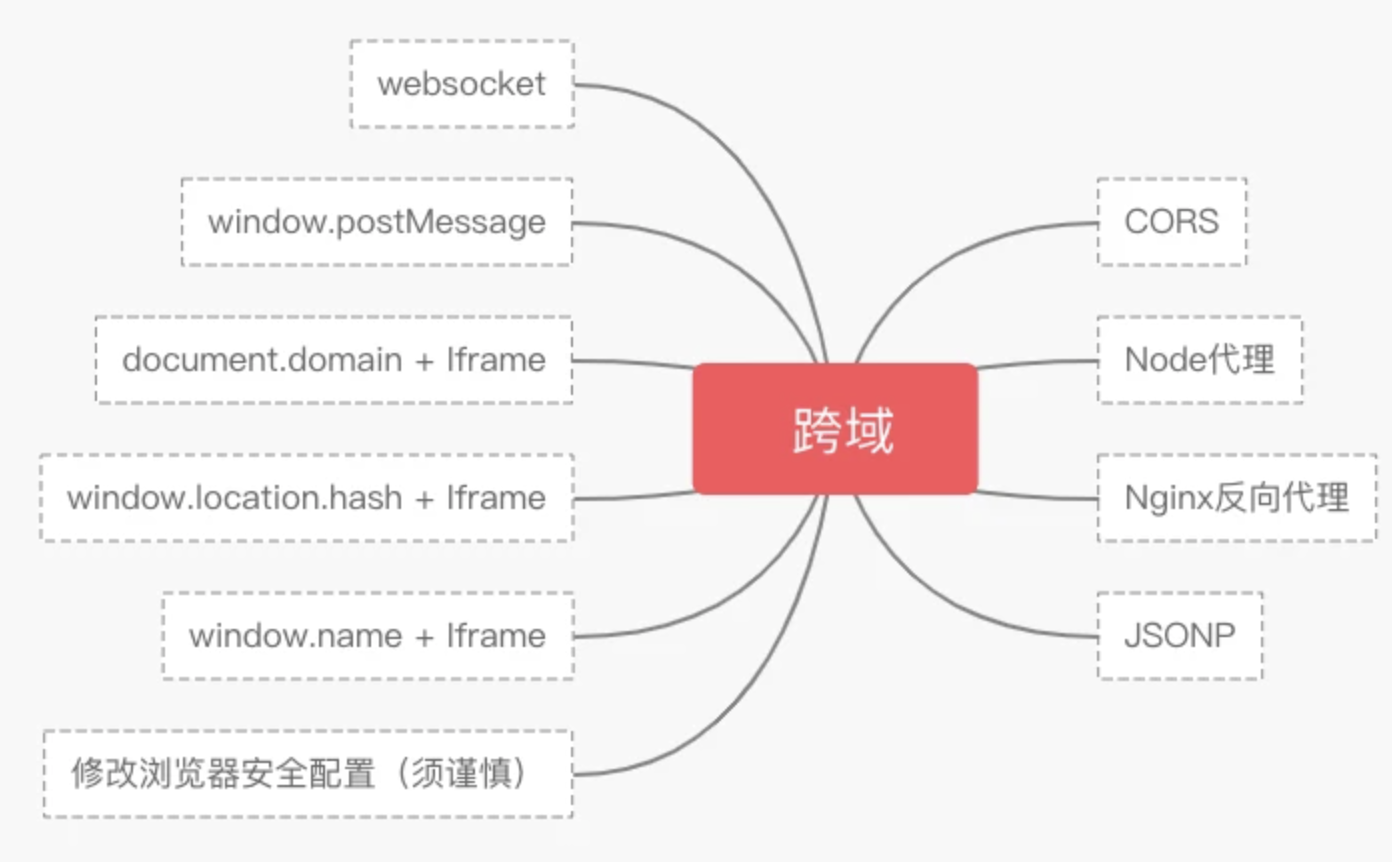 websocket
window.postMessage
document.domain + Iframe
window.location.hash + Iframe
window.name + Iframe
修改浏览器安全配置（须谨慎）
跨域
CORS
Node代理
Nginx反向代理
JSONP